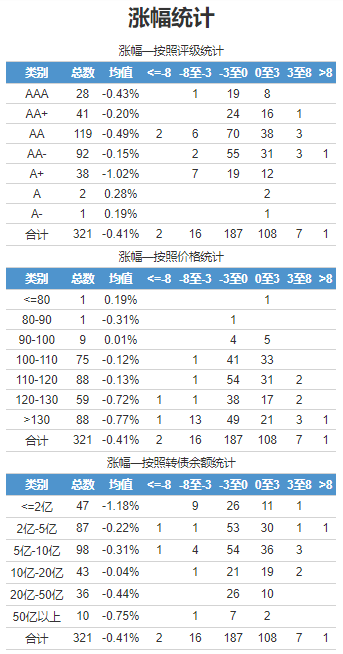 涨幅统计
涨幅—按照评级统计
类别 总数 均值 <=-8 -8至-3 -3至0 0至3 3至8 >8
AAA 28 -0.43% 1 19 8
AA+ 41 -0.20% 24 16 1
AA 119 -0.49% 2 6 70 38 3
AA- 92 -0.15% 2 55 31 3 1
A+ 38 -1.02% 7 19 12
A 2 0.28% 2
A- 1 0.19% 1
合计 321 -0.41% 2 16 187 108 7 1
涨幅—按照价格统计
类别 总数 均值 <=-8 -8至-3 -3至0 0至3 3至8 >8
<=80 1 0.19% 1
80-90 1 -0.31% 1
90-100 9 0.01% 4 5
100-110 75 -0.12% 1 41 33
110-120 88 -0.13% 1 54 31 2
120-130 59 -0.72% 1 1 38 17 2
>130 88 -0.77% 1 13 49 21 3 1
合计 321 -0.41% 2 16 187 108 7 1
涨幅—按照转债余额统计
类别 总数 均值 <=-8 -8至-3 -3至0 0至3 3至8 >8
<=2亿 47 -1.18% 9 26 11 1
2亿-5亿 87 -0.22% 1 1 53 30 1 1
5亿-10亿 98 -0.31% 1 4 54 36 3
10亿-20亿 43 -0.04% 1 21 19 2
20亿-50亿 36 -0.44% 26 10
50亿以上 10 -0.75% 1 7 2
合计 321 -0.41% 2 16 187 108 7 1